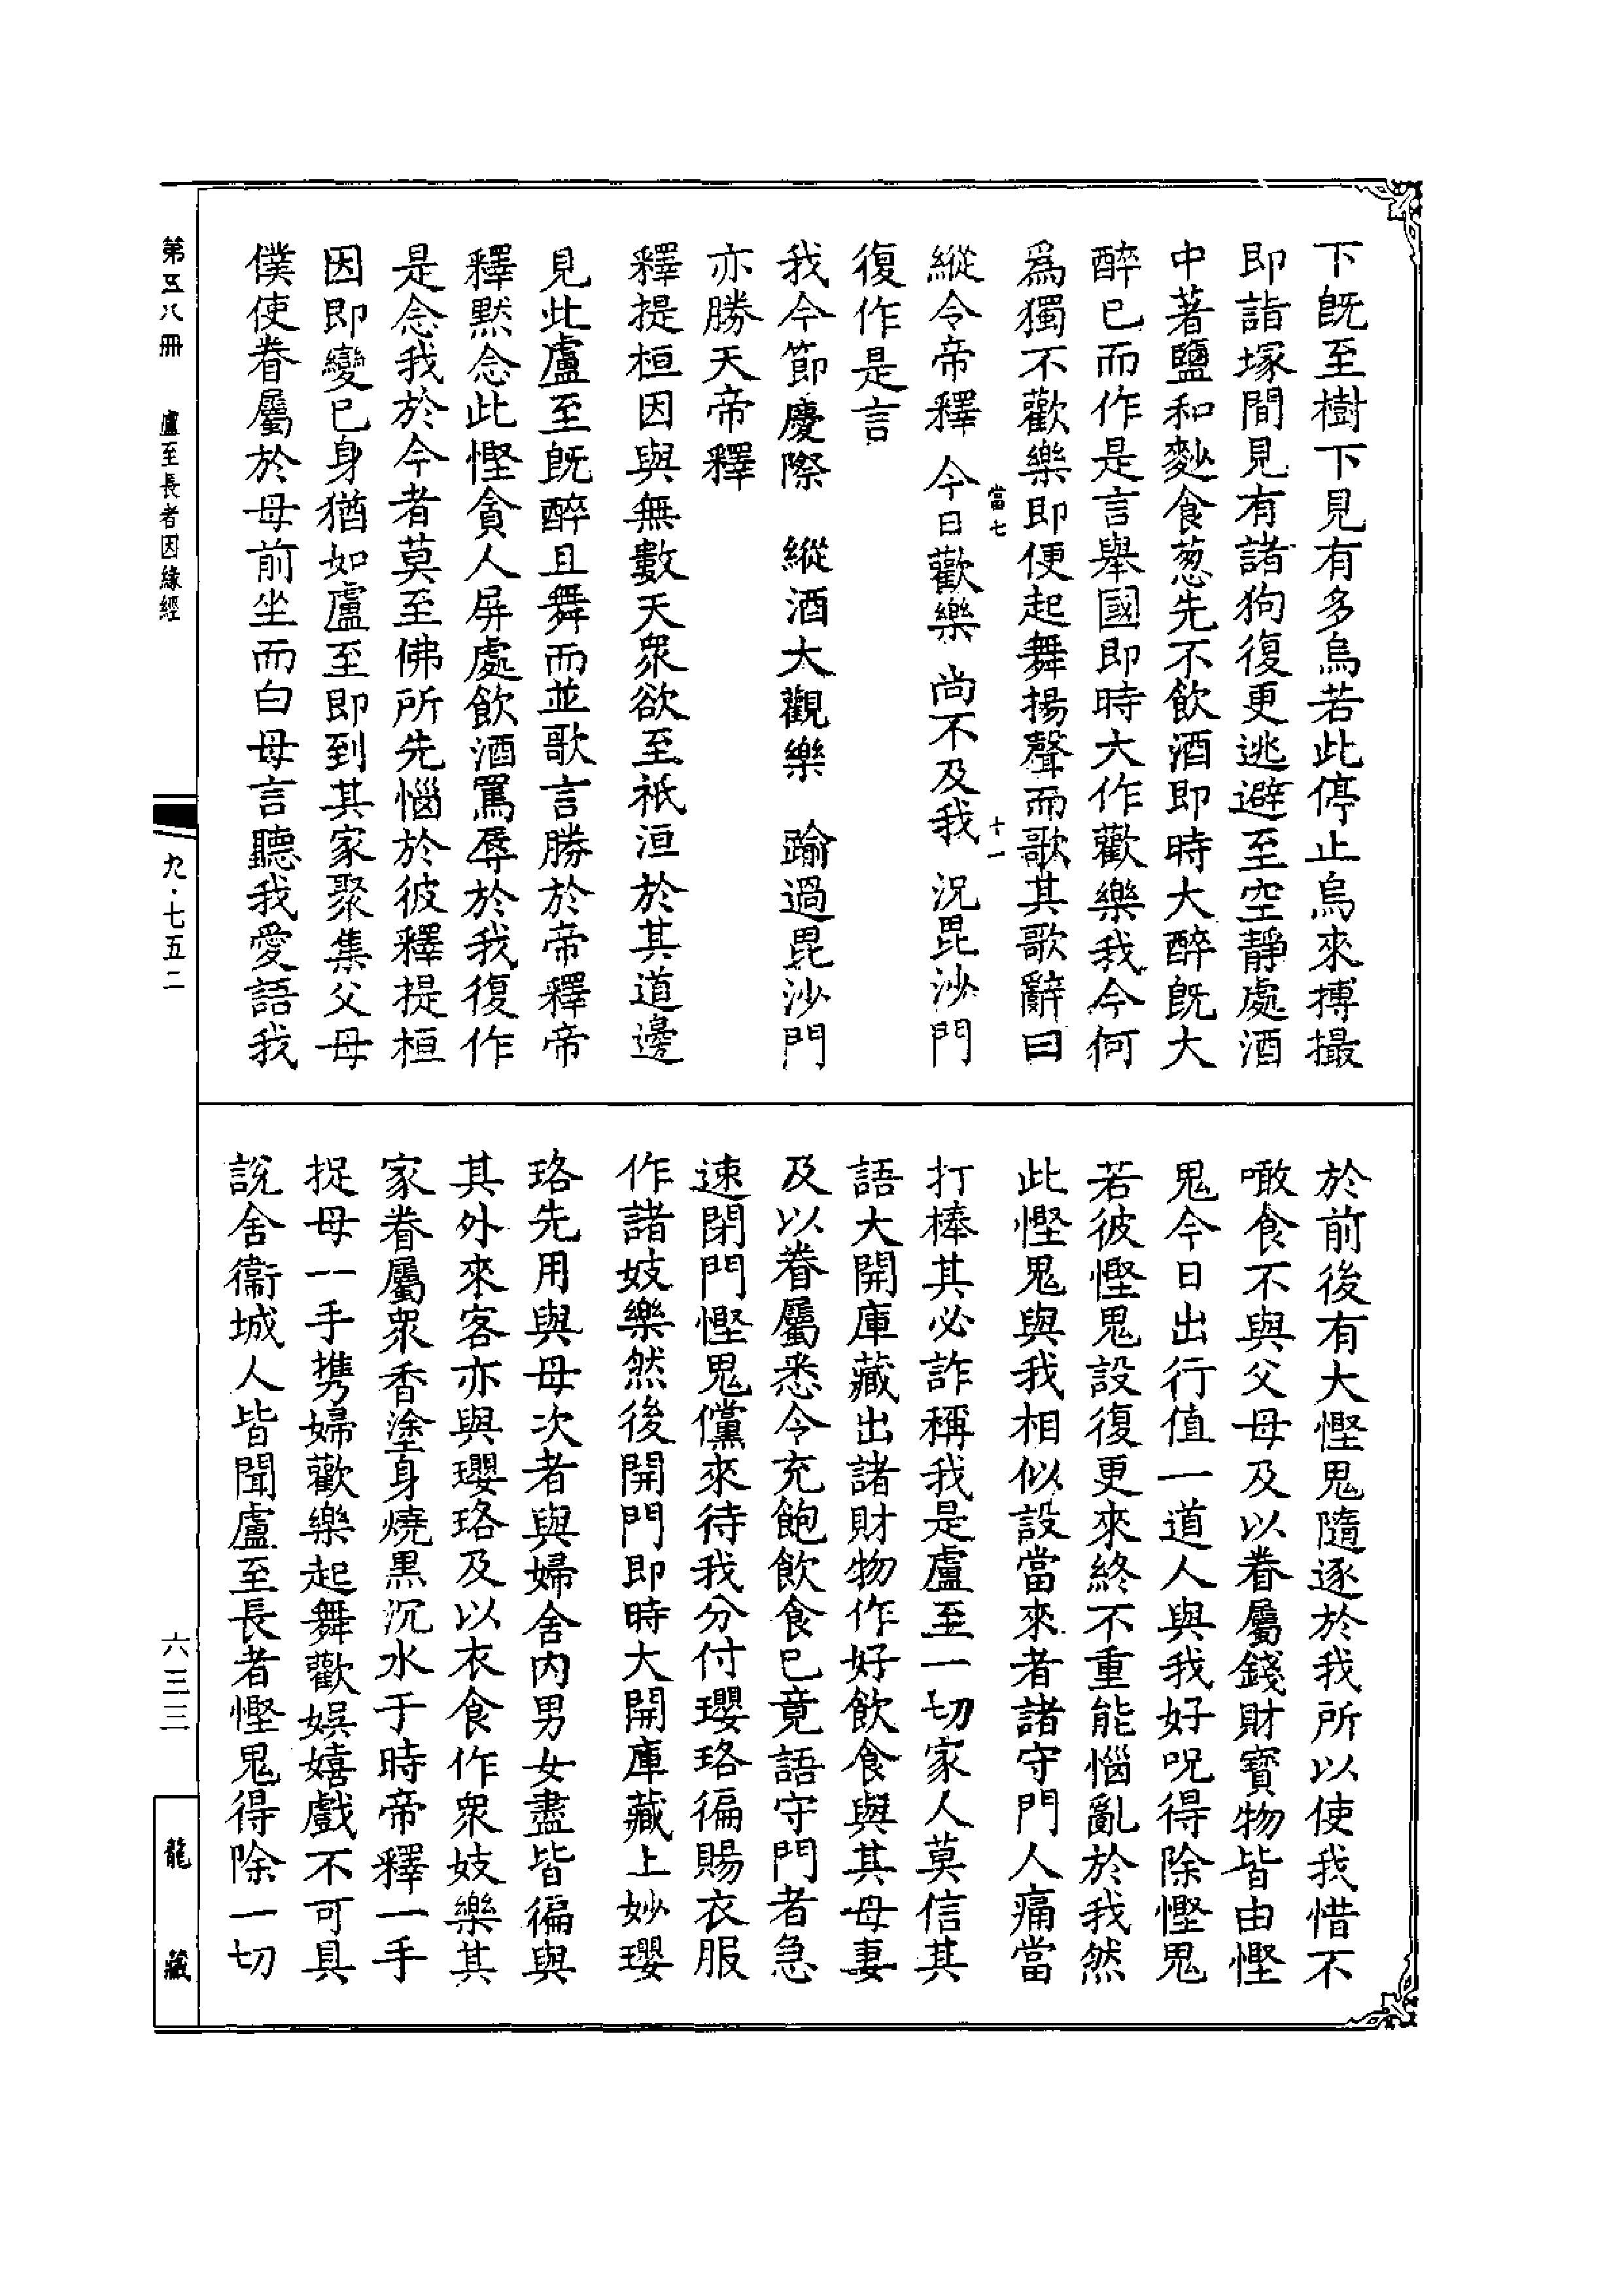 下旣至樹下見有多烏若此停止烏來搏撮
即詣塚間見有諸狗復更逃避至空靜處酒
中著鹽和麨食葱先不飲酒即時大醉旣大
醉已而作是言舉國即時大作歡樂我今何
爲獨不歡樂即便起舞揚聲而歌其歌辭曰
當七 十一
縱令帝釋 今日歡樂 尚不及我 況毘沙門
復作是言
我今節慶際 縱酒大觀樂 踰過毘沙門
亦勝天帝釋
釋提桓因與無數天眾欲至祇洹於其道邊
見此盧至旣醉且舞而並歌言勝於帝釋帝
釋默念此慳貪人屏處飲酒罵辱於我復作
是念我於今者莫至佛所先惱於彼釋提桓
因即變已身猶如盧至即到其家聚集父母
僕使眷屬於母前坐而白母言聽我愛語我
於前後有大慳鬼隨逐於我所以使我惜不
噉食不與父母及以眷屬錢財寶物皆由慳
鬼今日出行值一道人與我好呪得除慳鬼
若彼慳鬼設復更來終不重能惱亂於我然
此慳鬼與我相似設當來者諸守門人痛當
打棒其必詐稱我是盧至一切家人莫信其
語大開庫藏出諸財物作好飲食與其母妻
及以眷屬悉令充飽飲食已竟語守門者急
速閉門慳鬼儻來待我分付瓔珞徧賜衣服
作諸妓樂然後開門即時大開庫藏上妙瓔
珞先用與母次者與婦舍内男女盡皆徧與
其外來客亦與瓔珞及以衣食作眾妓樂其
家眷屬眾香塗身燒黑沉水于時帝釋一手
捉母一手携婦歡樂起舞歡娛嬉戲不可具
說舍衞城人皆聞盧至長者慳鬼得除一切
第五八冊 盧至長者因緣經
九·七五二
六三三
龍藏